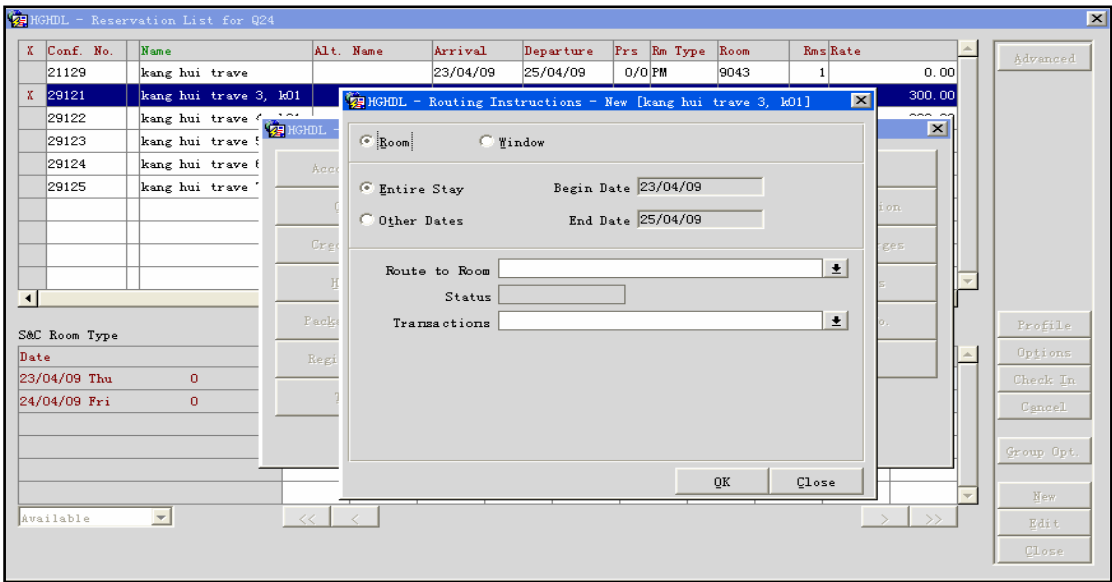 HGHDL - Reservation List for Q24
X Conf. No. Name Alt. Name Arrival Departure Prs Rm Type Room Rms Rate
Advanced
21129 kang hui trave 23/04/09 25/04/09 0/0 PM 9043 1 0.00
X 29121 kang hui trave 3, k01 300.00
29122 kang hui trave
29123 kang hui trave
29124 kang hui trave
29125 kang hui trave
HGHDL -
HGHDL - Routing Instructions - New [kang hui trave 3, k01]
Room Window
Entire Stay Begin Date 23/04/09
Other Dates End Date 25/04/09
Route to Room
Status
Transactions
OK Close
S&C Room Type
Date
23/04/09 Thu 0
24/04/09 Fri 0
Available << < > >>
Profile
Options
Check In
Cancel
Group Opt.
New
Edit
Close